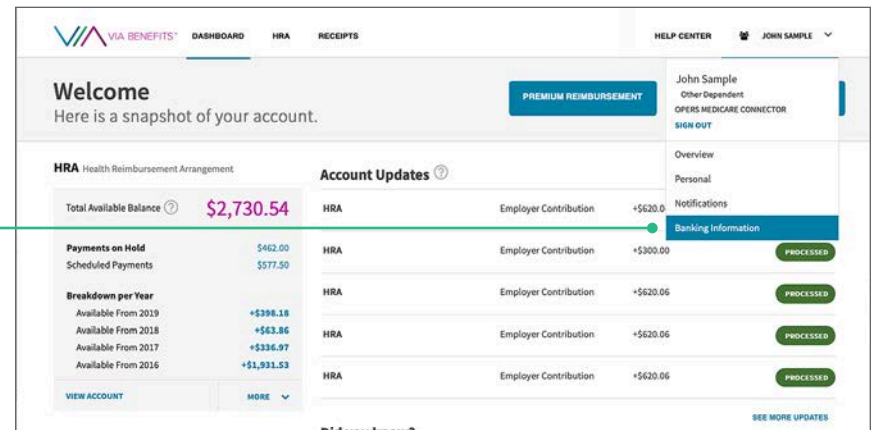 VIA BENEFITS™ DASHBOARD HRA RECEIPTS HELP CENTER JOHN SAMPLE
Welcome
Here is a snapshot of your account.
PREMIUM REIMBURSEMENT
John Sample
Other Dependent
OPERS MEDICARE CONNECTOR
SIGN OUT
Overview
Personal
Notifications
Banking Information
HRA Health Reimbursement Arrangement
Total Available Balance ? $2,730.54
Payments on Hold $462.00
Scheduled Payments $577.50
Breakdown per Year
Available From 2019 +$398.18
Available From 2018 +$63.86
Available From 2017 +$336.97
Available From 2016 +$1,931.53
VIEW ACCOUNT MORE
Account Updates ?
HRA Employer Contribution +$620.0
HRA Employer Contribution +$300.00 PROCESSED
HRA Employer Contribution +$620.06 PROCESSED
HRA Employer Contribution +$620.06 PROCESSED
HRA Employer Contribution +$620.06 PROCESSED
SEE MORE UPDATES
Did you know?